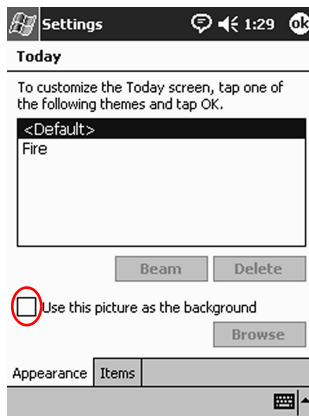 Settings 1:29 ok
Today
To customize the Today screen, tap one of
the following themes and tap OK.
<Default>
Fire
Beam Delete
Use this picture as the background
Browse
Appearance Items